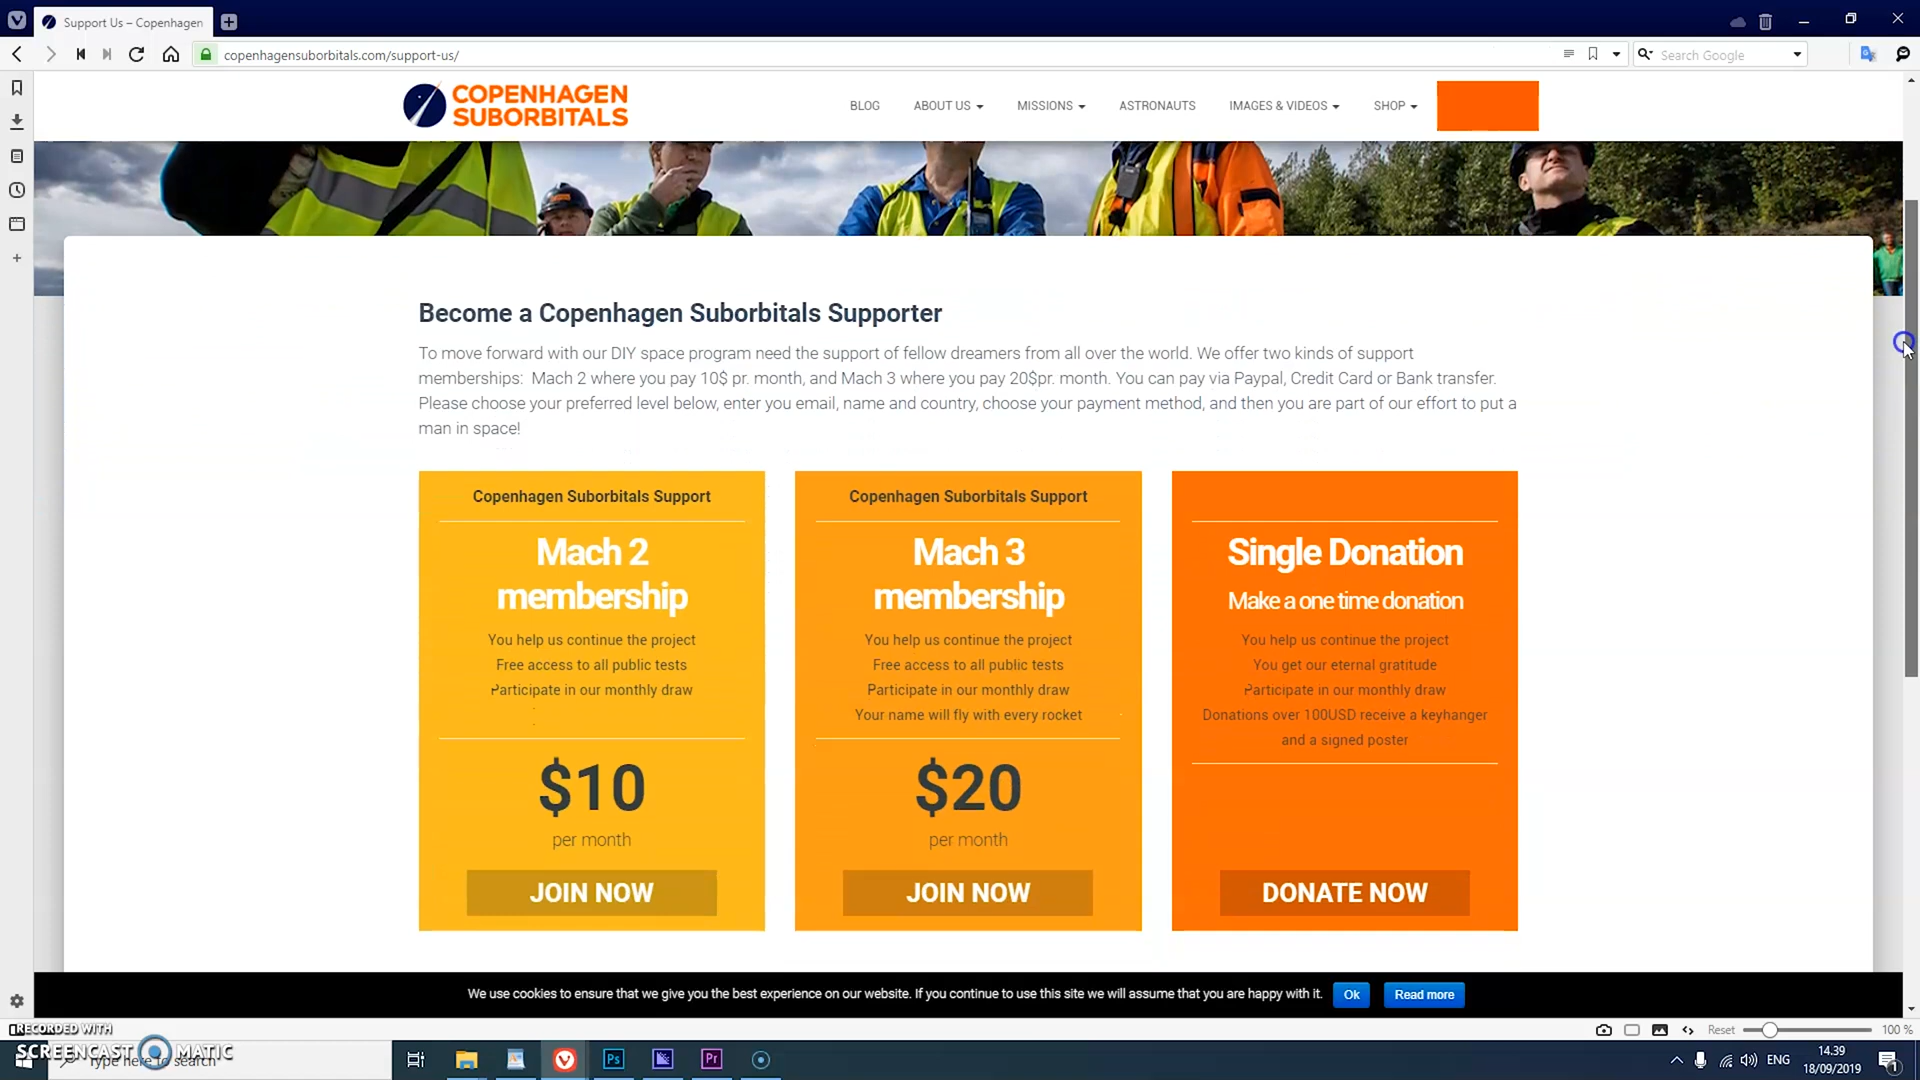 Support Us – Copenhagen
copenhagensuborbitals.com/support-us/
Search Google
COPENHAGEN
SUBORBITALS
BLOG
ABOUT US
MISSIONS
ASTRONAUTS
IMAGES & VIDEOS
SHOP
Become a Copenhagen Suborbitals Supporter
To move forward with our DIY space program need the support of fellow dreamers from all over the world. We offer two kinds of support
memberships: Mach 2 where you pay 10$ pr. month, and Mach 3 where you pay 20$pr. month. You can pay via Paypal, Credit Card or Bank transfer.
Please choose your preferred level below, enter you email, name and country, choose your payment method, and then you are part of our effort to put a
man in space!
Copenhagen Suborbitals Support
Mach 2
membership
You help us continue the project
Free access to all public tests
Participate in our monthly draw
$10
per month
JOIN NOW
Copenhagen Suborbitals Support
Mach 3
membership
You help us continue the project
Free access to all public tests
Participate in our monthly draw
Your name will fly with every rocket
$20
per month
JOIN NOW
Single Donation
Make a one time donation
You help us continue the project
You get our eternal gratitude
Participate in our monthly draw
Donations over 100USD receive a keyhanger
and a signed poster
DONATE NOW
We use cookies to ensure that we give you the best experience on our website. If you continue to use this site we will assume that you are happy with it.
Ok
Read more
Reset
100 %
RECORDED WITH
SCREENCAST MATIC
Type here to search
Ps
Pr
ENG
14.39
18/09/2019
1